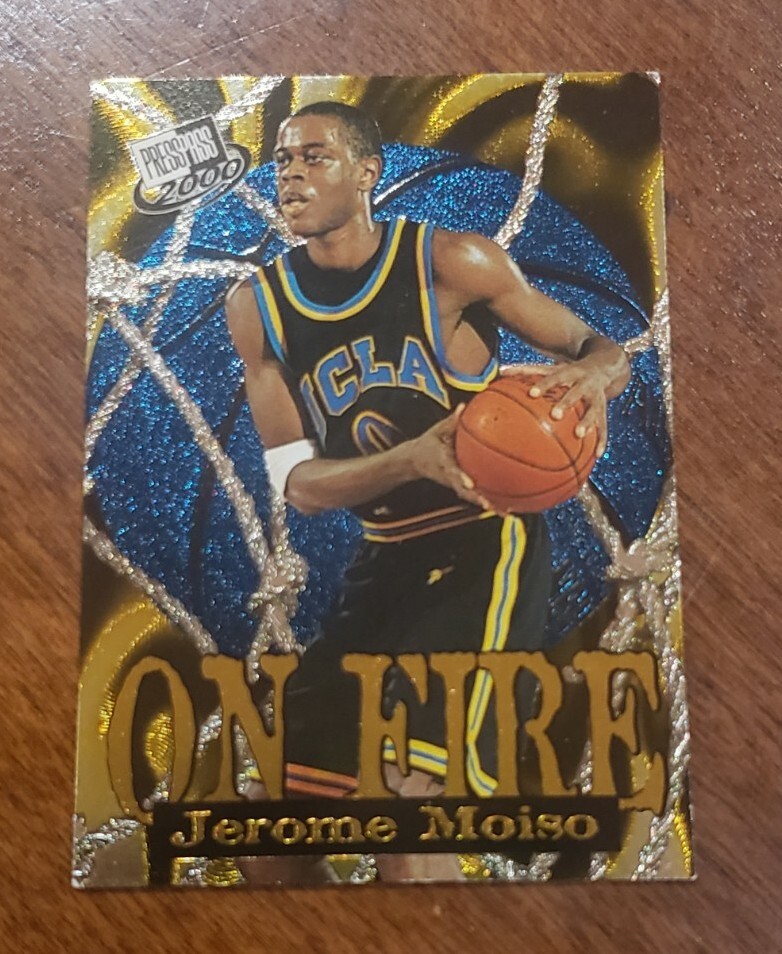 PRESS PASS
2000
UCLA
0
ON FIRE
Jerome Moiso